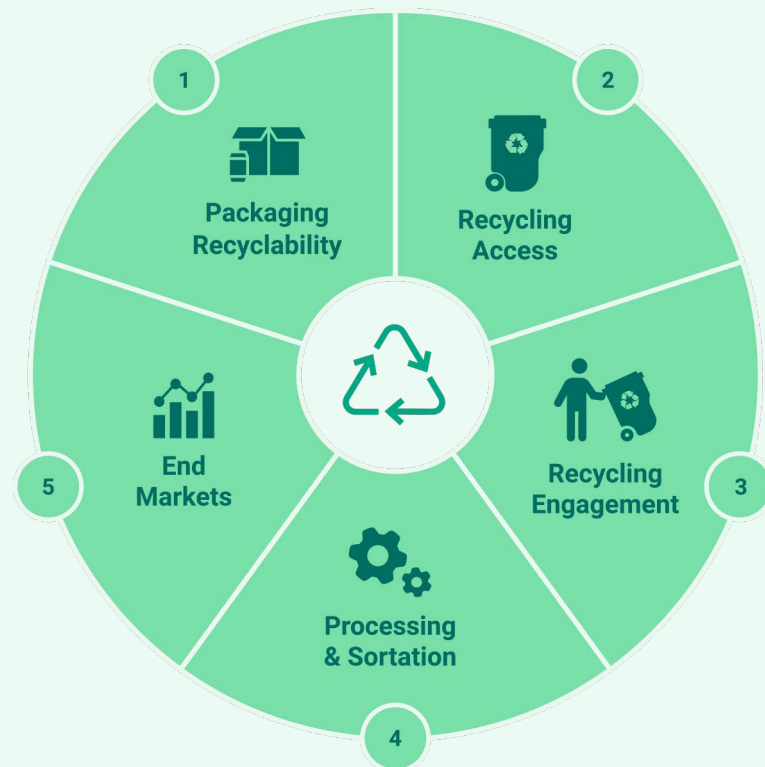 1
Packaging
Recyclability
2
Recycling
Access
3
Recycling
Engagement
4
Processing
& Sortation
5
End
Markets